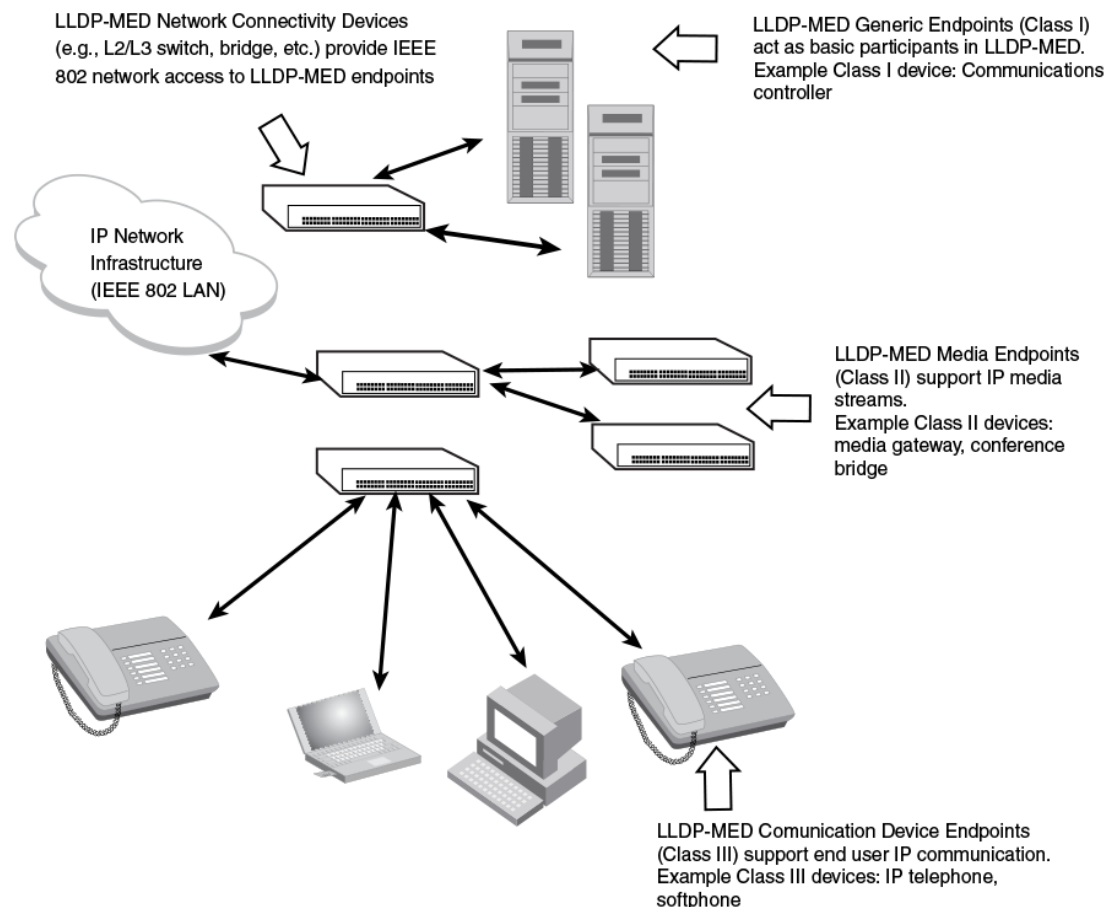 LLDP-MED Network Connectivity Devices
(e.g., L2/L3 switch, bridge, etc.) provide IEEE
802 network access to LLDP-MED endpoints
LLDP-MED Generic Endpoints (Class I)
act as basic participants in LLDP-MED.
Example Class I device: Communications
controller
IP Network
Infrastructure
(IEEE 802 LAN)
LLDP-MED Media Endpoints
(Class II) support IP media
streams.
Example Class II devices:
media gateway, conference
bridge
LLDP-MED Comunication Device Endpoints
(Class III) support end user IP communication.
Example Class III devices: IP telephone,
softphone